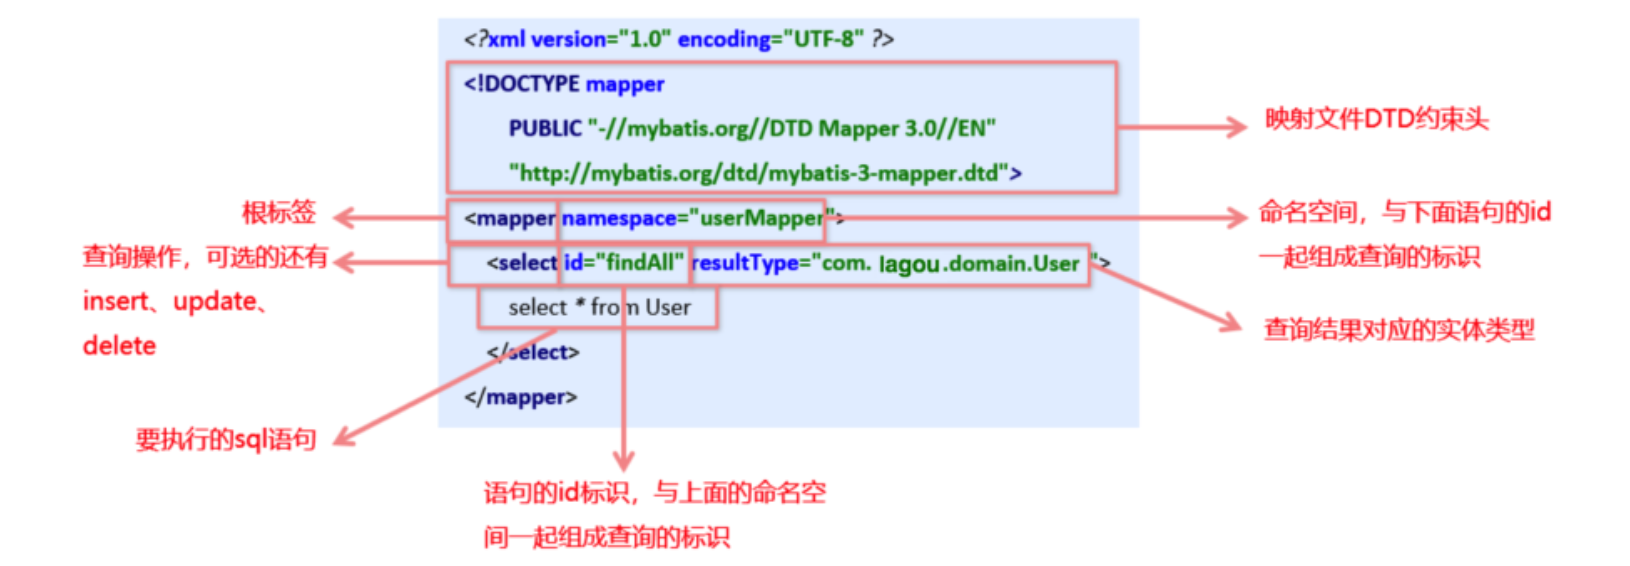 <?xml version="1.0" encoding="UTF-8" ?>
<!DOCTYPE mapper
PUBLIC "-//mybatis.org//DTD Mapper 3.0//EN"
"http://mybatis.org/dtd/mybatis-3-mapper.dtd">
映射文件DTD约束头
根标签
<mapper namespace="userMapper">
命名空间，与下面语句的id
一起组成查询的标识
查询操作，可选的还有
insert、update、
delete
<select id="findAll" resultType="com. lagou.domain.User ">
查询结果对应的实体类型
select * from User
</select>
</mapper>
要执行的sql语句
语句的id标识，与上面的命名空
间一起组成查询的标识